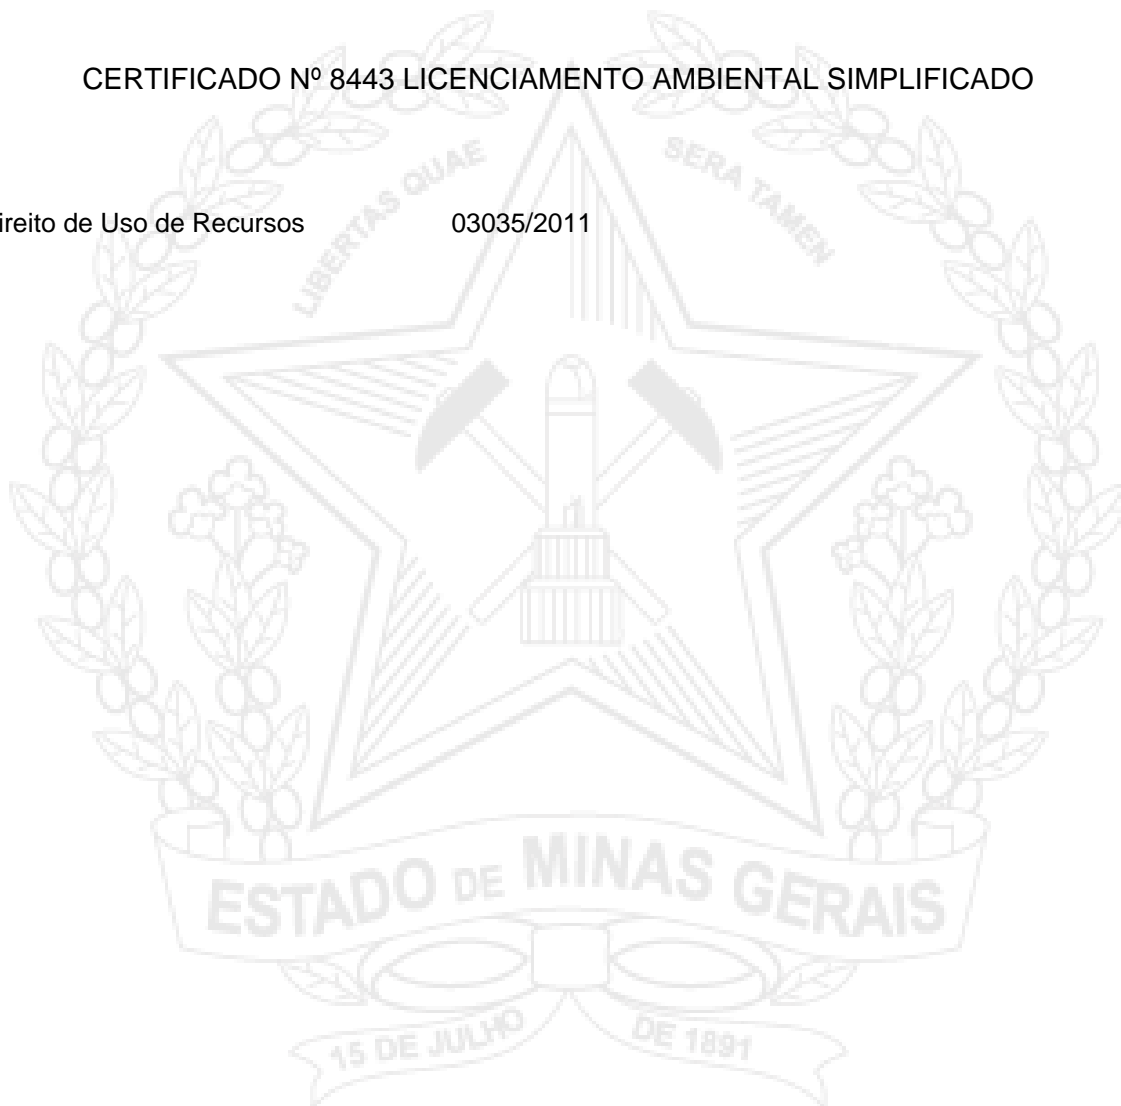 CERTIFICADO Nº 8443 LICENCIAMENTO AMBIENTAL SIMPLIFICADO
LIBERTAS QUAE SERA TAMEN
ireito de Uso de Recursos 03035/2011
ESTADO DE MINAS GERAIS
15 DE JULHO DE 1891